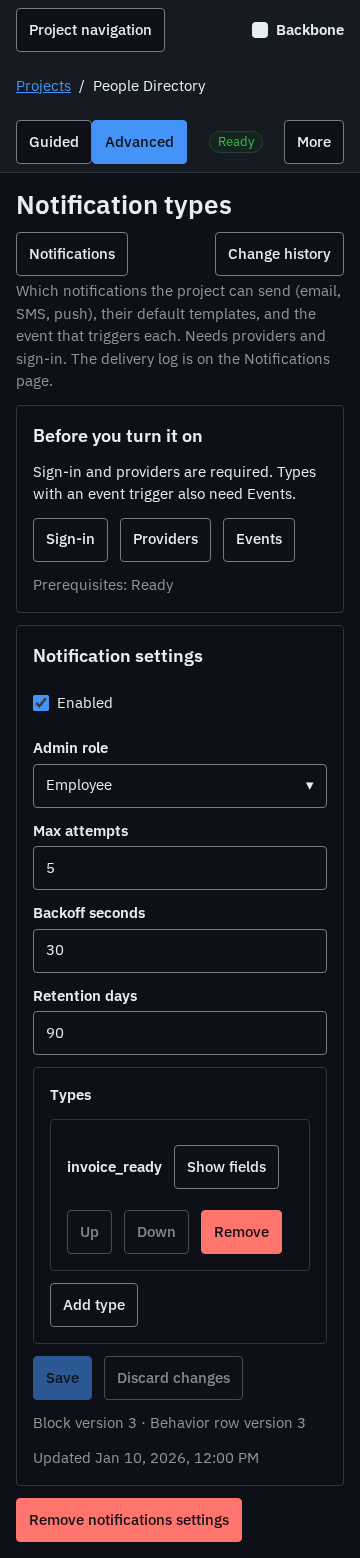 Project navigation
Backbone
Projects / People Directory
Guided
Advanced
Ready
More
Notification types
Notifications
Change history
Which notifications the project can send (email,
SMS, push), their default templates, and the
event that triggers each. Needs providers and
sign-in. The delivery log is on the Notifications
page.
Before you turn it on
Sign-in and providers are required. Types
with an event trigger also need Events.
Sign-in
Providers
Events
Prerequisites: Ready
Notification settings
Enabled
Admin role
Employee
Max attempts
5
Backoff seconds
30
Retention days
90
Types
invoice_ready
Show fields
Up
Down
Remove
Add type
Save
Discard changes
Block version 3 · Behavior row version 3
Updated Jan 10, 2026, 12:00 PM
Remove notifications settings